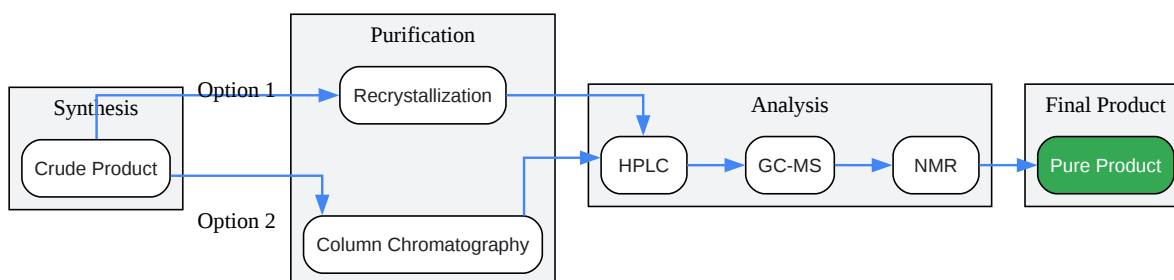 Synthesis
Crude Product
Option 1
Option 2
Purification
Recrystallization
Column Chromatography
Analysis
HPLC
GC-MS
NMR
Final Product
Pure Product